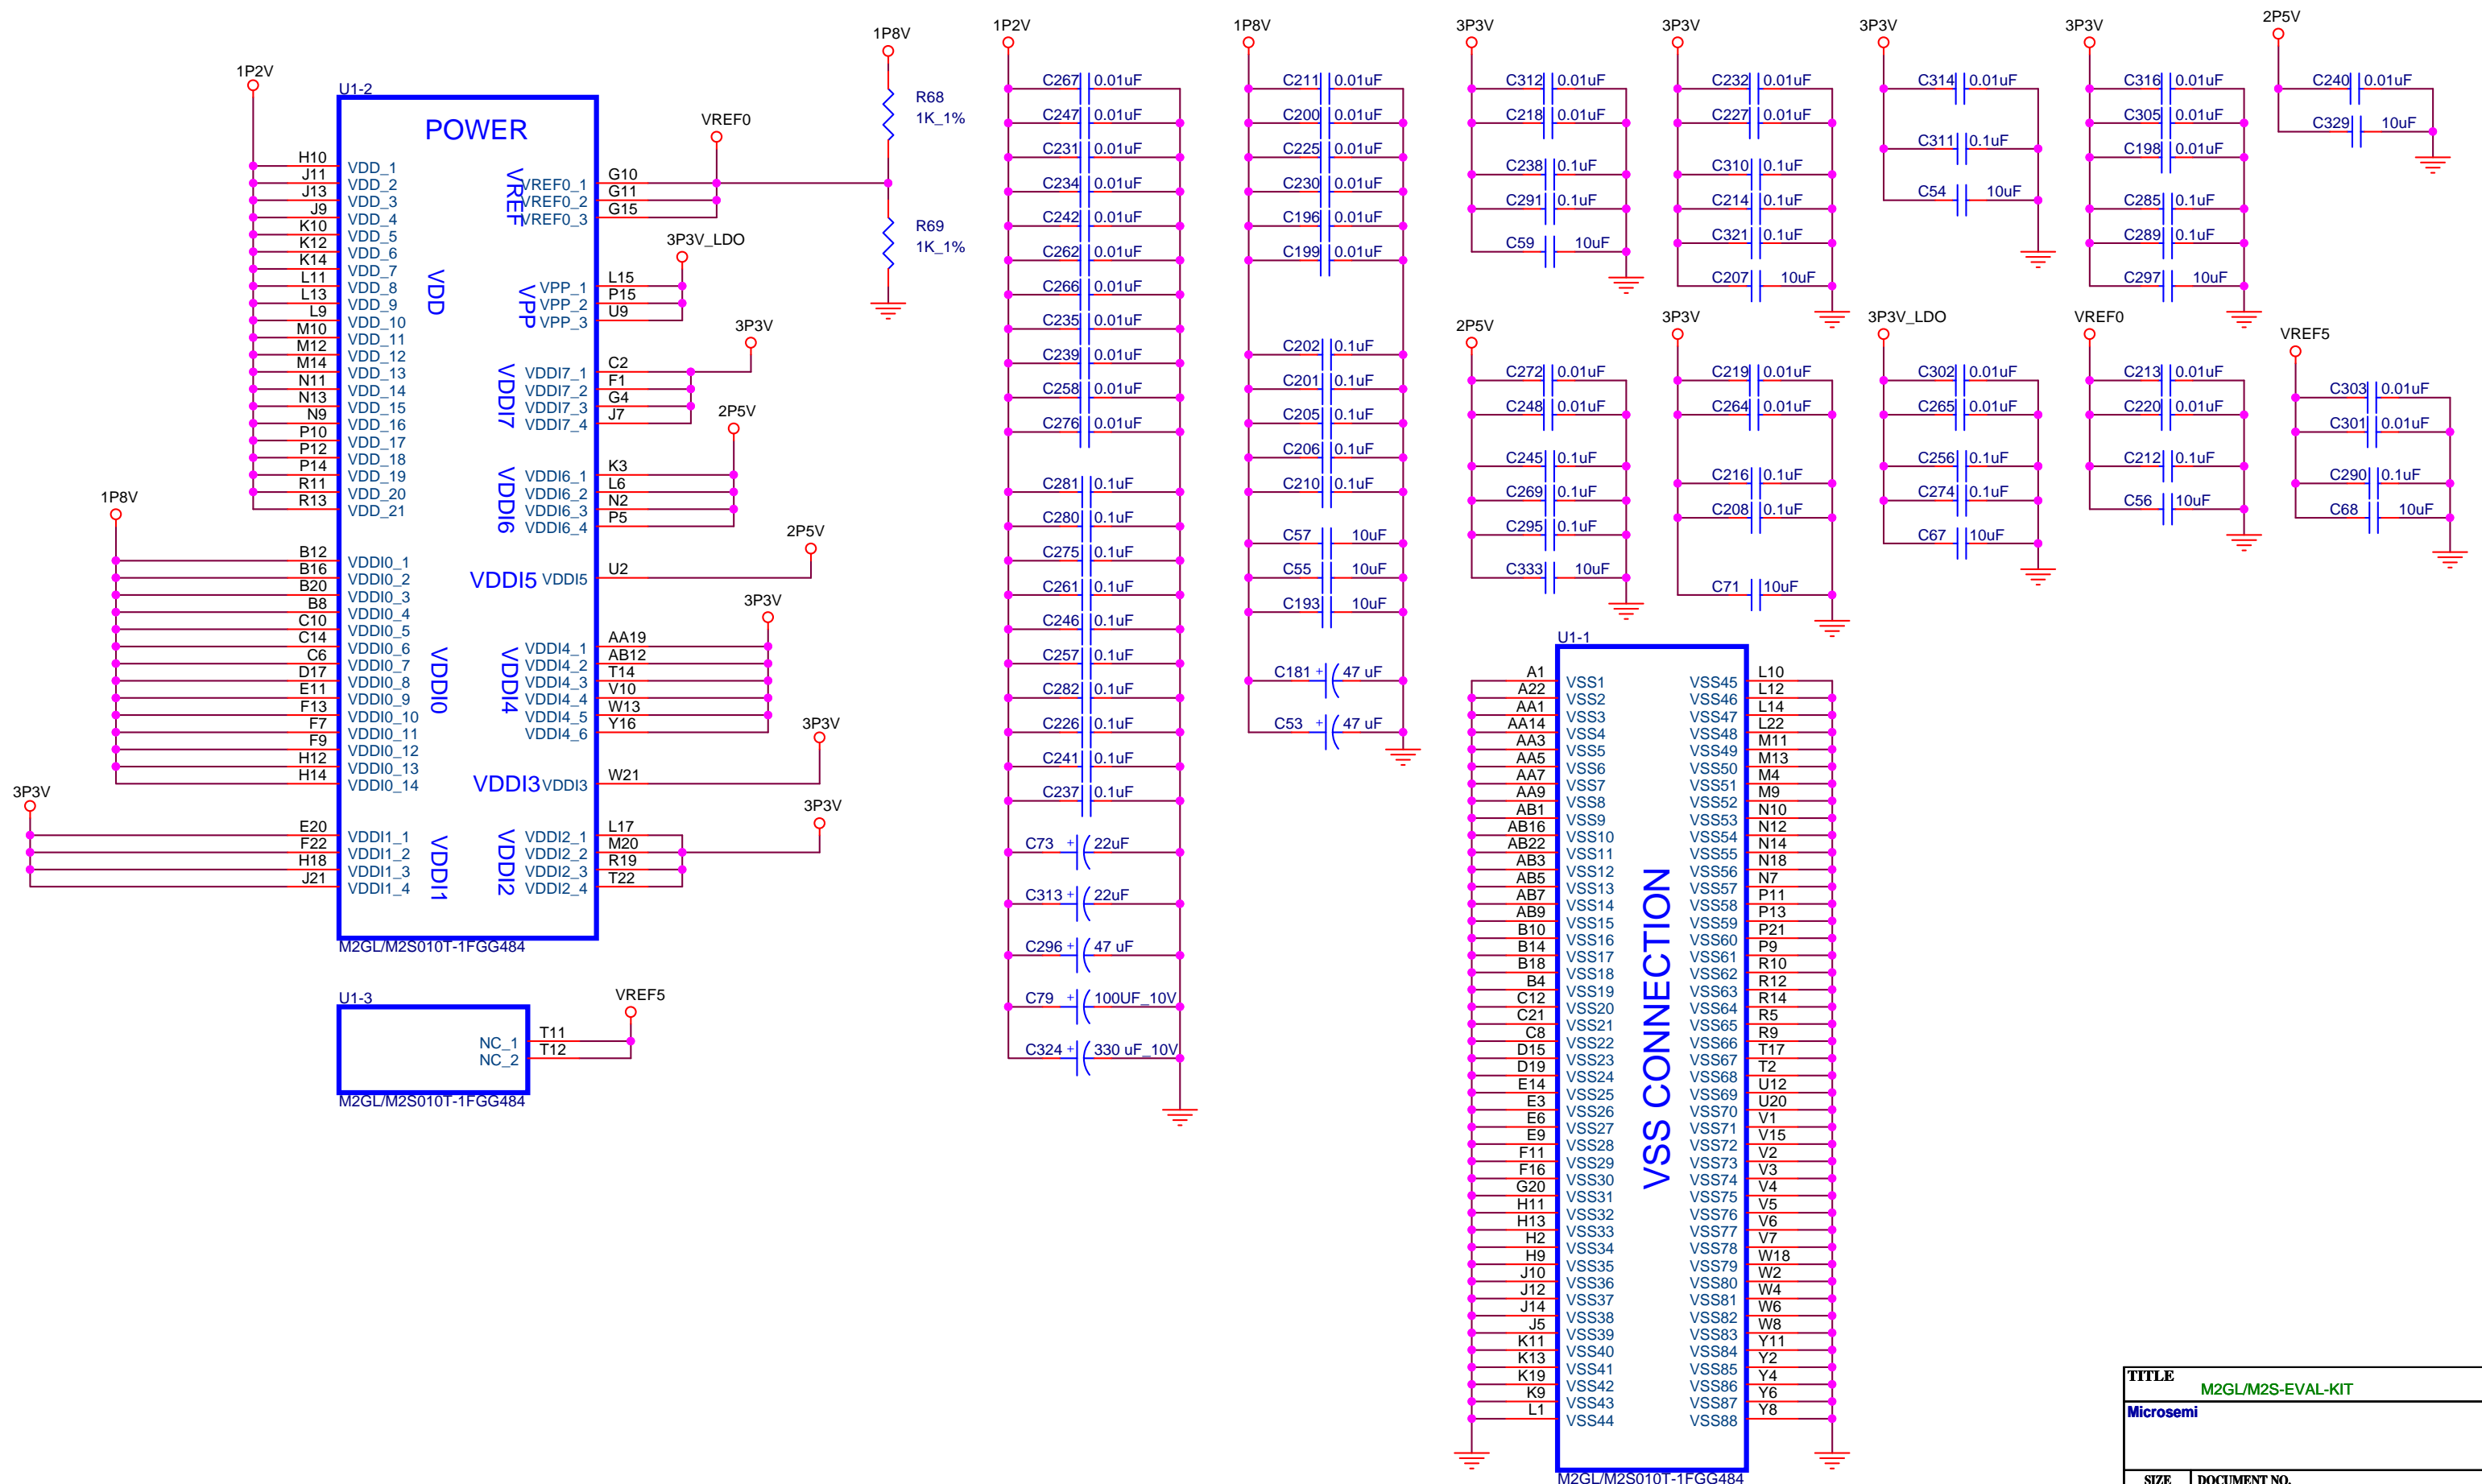 U1-2
POWER
1P2V
H10 VDD_1
J11 VDD_2
J13 VDD_3
J9 VDD_4
K10 VDD_5
K12 VDD_6
K14 VDD_7
L11 VDD_8
L13 VDD_9
L9 VDD_10
M10 VDD_11
M12 VDD_12
M14 VDD_13
N11 VDD_14
N13 VDD_15
N9 VDD_16
P10 VDD_17
P12 VDD_18
P14 VDD_19
R11 VDD_20
R13 VDD_21
VDD
1P8V
B12 VDDI0_1
B16 VDDI0_2
B20 VDDI0_3
B8 VDDI0_4
C10 VDDI0_5
C14 VDDI0_6
C6 VDDI0_7
D17 VDDI0_8
E11 VDDI0_9
F13 VDDI0_10
F7 VDDI0_11
F9 VDDI0_12
H12 VDDI0_13
H14 VDDI0_14
VDDI0
3P3V
E20 VDDI1_1
F22 VDDI1_2
H18 VDDI1_3
J21 VDDI1_4
VDDI1
VREF
VREF0_1 G10
VREF0_2 G11
VREF0_3 G15
VREF0
1P8V
R68
1K_1%
R69
1K_1%
3P3V_LDO
VPP
VPP_1 L15
VPP_2 P15
VPP_3 U9
3P3V
VDDI7
VDDI7_1 C2
VDDI7_2 F1
VDDI7_3 G4
VDDI7_4 J7
2P5V
VDDI6
VDDI6_1 K3
VDDI6_2 L6
VDDI6_3 N2
VDDI6_4 P5
2P5V
VDDI5 VDDI5 U2
3P3V
VDDI4
VDDI4_1 AA19
VDDI4_2 AB12
VDDI4_3 T14
VDDI4_4 V10
VDDI4_5 W13
VDDI4_6 Y16
3P3V
VDDI3 VDDI3 W21
3P3V
VDDI2
VDDI2_1 L17
VDDI2_2 M20
VDDI2_3 R19
VDDI2_4 T22
M2GL/M2S010T-1FGG484
U1-3
VREF5
NC_1 T11
NC_2 T12
M2GL/M2S010T-1FGG484
1P2V
C267 0.01uF
C247 0.01uF
C231 0.01uF
C234 0.01uF
C242 0.01uF
C262 0.01uF
C266 0.01uF
C235 0.01uF
C239 0.01uF
C258 0.01uF
C276 0.01uF
C281 0.1uF
C280 0.1uF
C275 0.1uF
C261 0.1uF
C246 0.1uF
C257 0.1uF
C282 0.1uF
C226 0.1uF
C241 0.1uF
C237 0.1uF
C73 + 22uF
C313 + 22uF
C296 + 47 uF
C79 + 100UF_10V
C324 + 330 uF_10V
1P8V
C211 0.01uF
C200 0.01uF
C225 0.01uF
C230 0.01uF
C196 0.01uF
C199 0.01uF
C202 0.1uF
C201 0.1uF
C205 0.1uF
C206 0.1uF
C210 0.1uF
C57 10uF
C55 10uF
C193 10uF
C181 + 47 uF
C53 + 47 uF
3P3V
C312 0.01uF
C218 0.01uF
C238 0.1uF
C291 0.1uF
C59 10uF
3P3V
C232 0.01uF
C227 0.01uF
C310 0.1uF
C214 0.1uF
C321 0.1uF
C207 10uF
3P3V
C314 0.01uF
C311 0.1uF
C54 10uF
3P3V
C316 0.01uF
C305 0.01uF
C198 0.01uF
C285 0.1uF
C289 0.1uF
C297 10uF
2P5V
C240 0.01uF
C329 10uF
2P5V
C272 0.01uF
C248 0.01uF
C245 0.1uF
C269 0.1uF
C295 0.1uF
C333 10uF
3P3V
C219 0.01uF
C264 0.01uF
C216 0.1uF
C208 0.1uF
C71 10uF
3P3V_LDO
C302 0.01uF
C265 0.01uF
C256 0.1uF
C274 0.1uF
C67 10uF
VREF0
C213 0.01uF
C220 0.01uF
C212 0.1uF
C56 10uF
VREF5
C303 0.01uF
C301 0.01uF
C290 0.1uF
C68 10uF
U1-1
VSS CONNECTION
A1 VSS1 VSS45 L10
A22 VSS2 VSS46 L12
AA1 VSS3 VSS47 L14
AA14 VSS4 VSS48 L22
AA3 VSS5 VSS49 M11
AA5 VSS6 VSS50 M13
AA7 VSS7 VSS51 M4
AA9 VSS8 VSS52 M9
AB1 VSS9 VSS53 N10
AB16 VSS10 VSS54 N12
AB22 VSS11 VSS55 N14
AB3 VSS12 VSS56 N18
AB5 VSS13 VSS57 N7
AB7 VSS14 VSS58 P11
AB9 VSS15 VSS59 P13
B10 VSS16 VSS60 P21
B14 VSS17 VSS61 P9
B18 VSS18 VSS62 R10
B4 VSS19 VSS63 R12
C12 VSS20 VSS64 R14
C21 VSS21 VSS65 R5
C8 VSS22 VSS66 R9
D15 VSS23 VSS67 T17
D19 VSS24 VSS68 T2
E14 VSS25 VSS69 U12
E3 VSS26 VSS70 U20
E6 VSS27 VSS71 V1
E9 VSS28 VSS72 V15
F11 VSS29 VSS73 V2
F16 VSS30 VSS74 V3
G20 VSS31 VSS75 V4
H11 VSS32 VSS76 V5
H13 VSS33 VSS77 V6
H2 VSS34 VSS78 V7
H9 VSS35 VSS79 W18
J10 VSS36 VSS80 W2
J12 VSS37 VSS81 W4
J14 VSS38 VSS82 W6
J5 VSS39 VSS83 W8
K11 VSS40 VSS84 Y11
K13 VSS41 VSS85 Y2
K19 VSS42 VSS86 Y4
K9 VSS43 VSS87 Y6
L1 VSS44 VSS88 Y8
M2GL/M2S010T-1FGG484
TITLE
M2GL/M2S-EVAL-KIT
Microsemi
SIZE DOCUMENT NO.